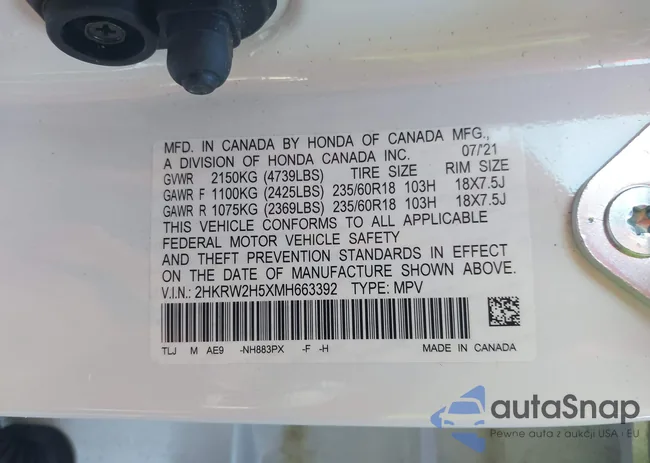 MFD. IN CANADA BY HONDA OF CANADA MFG.,
A DIVISION OF HONDA CANADA INC. 07/21
GVWR 2150KG (4739LBS) TIRE SIZE RIM SIZE
GAWR F 1100KG (2425LBS) 235/60R18 103H 18X7.5J
GAWR R 1075KG (2369LBS) 235/60R18 103H 18X7.5J
THIS VEHICLE CONFORMS TO ALL APPLICABLE
FEDERAL MOTOR VEHICLE SAFETY
AND THEFT PREVENTION STANDARDS IN EFFECT
ON THE DATE OF MANUFACTURE SHOWN ABOVE.
V.I.N.: 2HKRW2H5XMH663392 TYPE: MPV
TLJ M AE9 -NH883PX -F -H MADE IN CANADA
autaSnap
Pewne auta z aukcji USA i EU